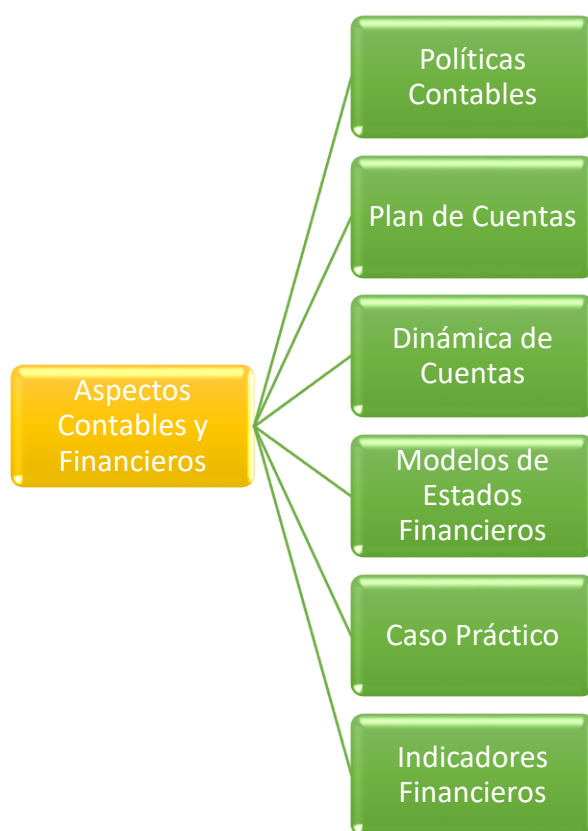 Políticas
Contables
Plan de Cuentas
Dinámica de
Cuentas
Aspectos
Contables y
Financieros
Modelos de
Estados
Financieros
Caso Práctico
Indicadores
Financieros